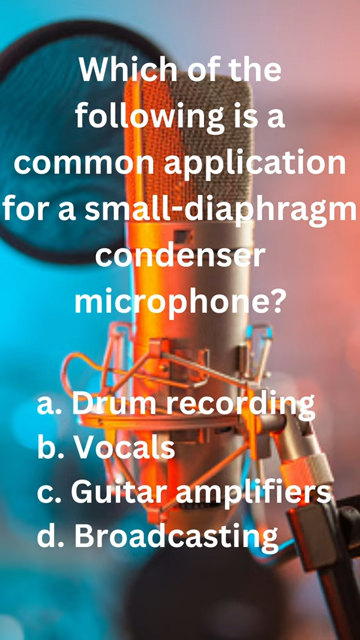 Which of the
following is a
common application
for a small-diaphragm
condenser
microphone?
a. Drum recording
b. Vocals
c. Guitar amplifiers
d. Broadcasting